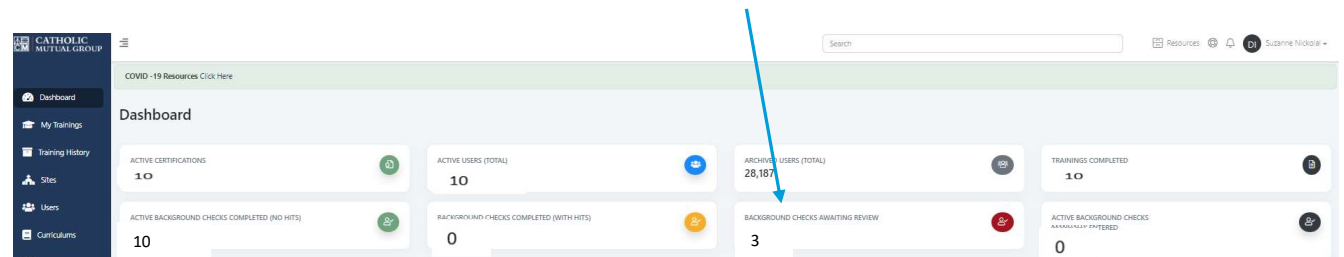 CATHOLIC
CM MUTUAL GROUP
Search
Resources
DI Suzanne Nickolai
COVID -19 Resources Click Here
Dashboard
Dashboard
My Trainings
Training History
Sites
Users
Curriculums
ACTIVE CERTIFICATIONS
10
ACTIVE USERS (TOTAL)
10
ARCHIVED USERS (TOTAL)
28,187
TRAININGS COMPLETED
10
ACTIVE BACKGROUND CHECKS COMPLETED (NO HITS)
10
BACKGROUND CHECKS COMPLETED (WITH HITS)
0
BACKGROUND CHECKS AWAITING REVIEW
3
ACTIVE BACKGROUND CHECKS
0